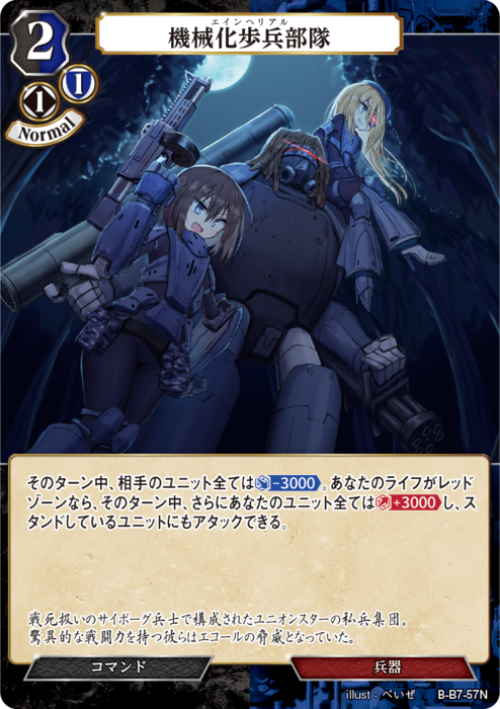 2
エインヘリアル
機械化歩兵部隊
1
1
Normal
そのターン中、相手のユニット全ては-3000。あなたのライフがレッド
ゾーンなら、そのターン中、さらにあなたのユニット全ては+3000し、ス
タンドしているユニットにもアタックできる。
戦死扱いのサイボーグ兵士で構成されたユニオンスターの私兵集団。
驚異的な戦闘力を持つ彼らはエコールの脅威となっていた。
コマンド
兵器
illust：べいぜ
B-B7-57N